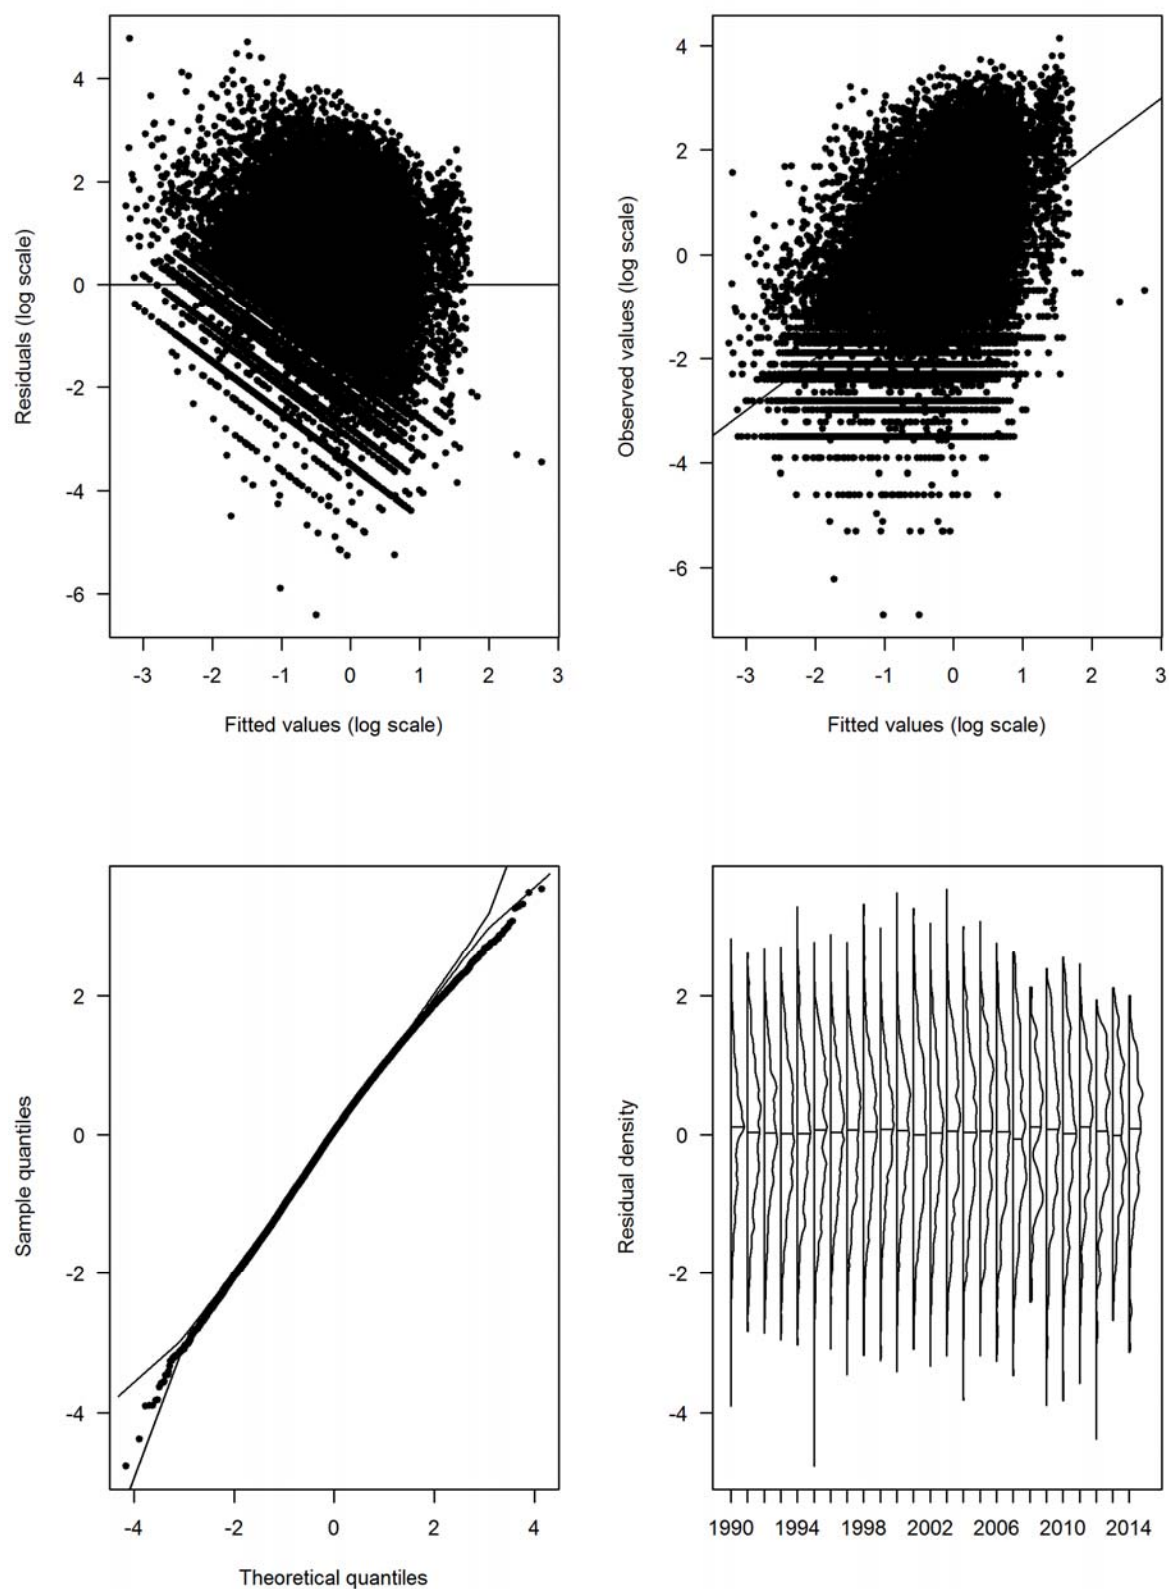 4
2
0
-2
-4
-6
Residuals (log scale)
-3 -2 -1 0 1 2 3
Fitted values (log scale)
4
2
0
-2
-4
-6
Observed values (log scale)
-3 -2 -1 0 1 2 3
Fitted values (log scale)
2
0
-2
-4
Sample quantiles
-4 -2 0 2 4
Theoretical quantiles
2
0
-2
-4
Residual density
1990 1994 1998 2002 2006 2010 2014